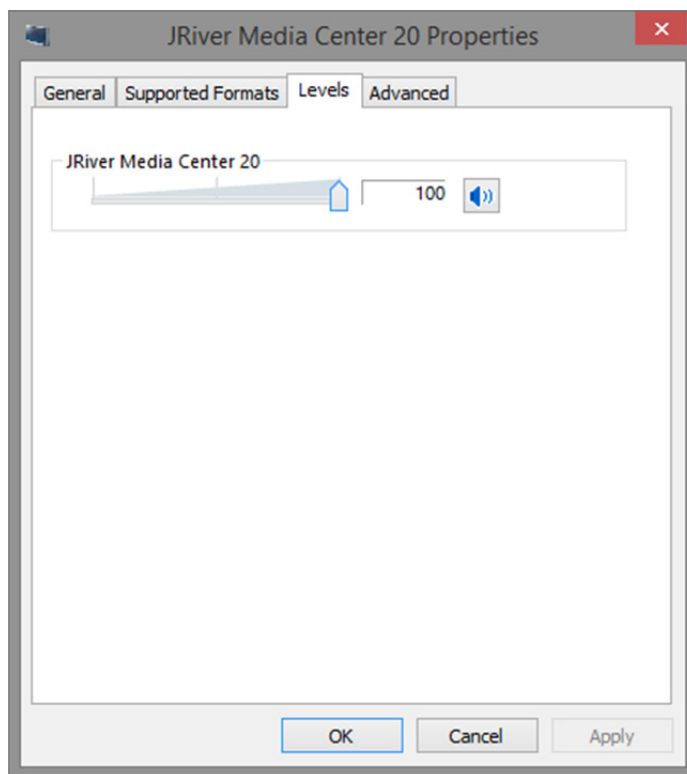 JRiver Media Center 20 Properties
General Supported Formats Levels Advanced
JRiver Media Center 20
100
OK Cancel Apply